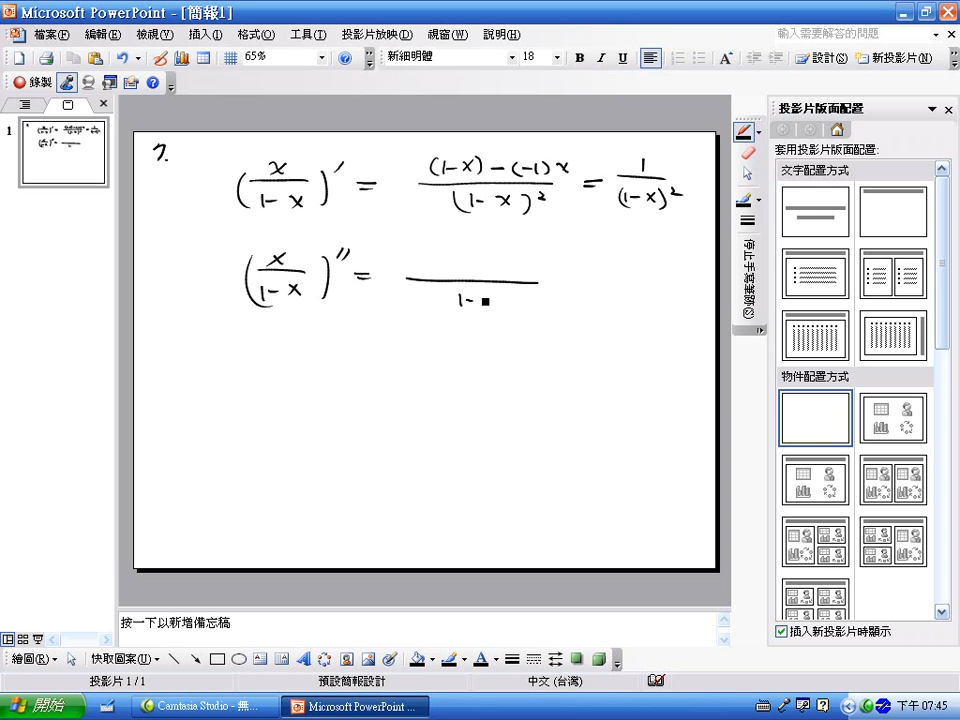 Microsoft PowerPoint - [簡報1]
檔案(F) 編輯(E) 檢視(V) 插入(I) 格式(O) 工具(T) 投影片放映(D) 視窗(W) 說明(H) 輸入需要解答的問題
65% 新細明體 18 B I U A 設計(S) 新投影片(N)
錄製
1
7.
(x/(1-x))' = ((1-x)-(-1)x)/(1-x)² = 1/(1-x)²
(x/(1-x))'' =
1-
停止手寫筆跡(S)
投影片版面配置
套用投影片版面配置:
文字配置方式
物件配置方式
插入新投影片時顯示
按一下以新增備忘稿
繪圖(R) 快取圖案(U)
投影片 1 / 1 預設簡報設計 中文 (台灣)
開始 Camtasia Studio - 無... Microsoft PowerPoint ... 下午 07:45